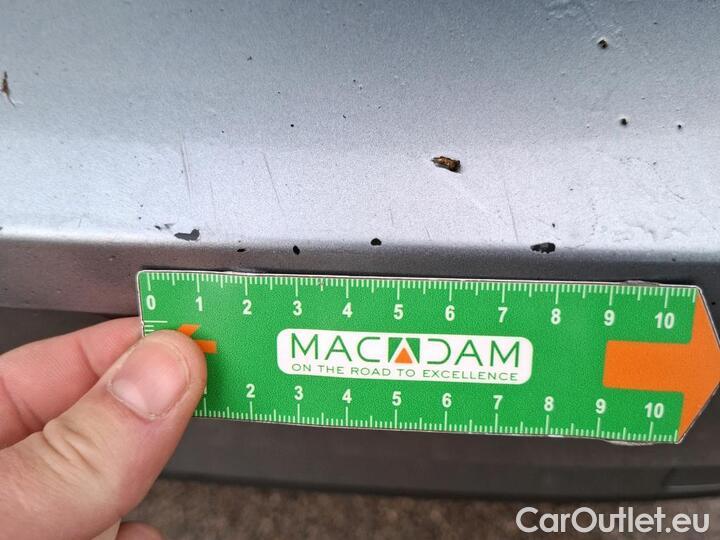 0 1 2 3 4 5 6 7 8 9 10
MACADAM
ON THE ROAD TO EXCELLENCE
1 2 3 4 5 6 7 8 9 10
CarOutlet.eu